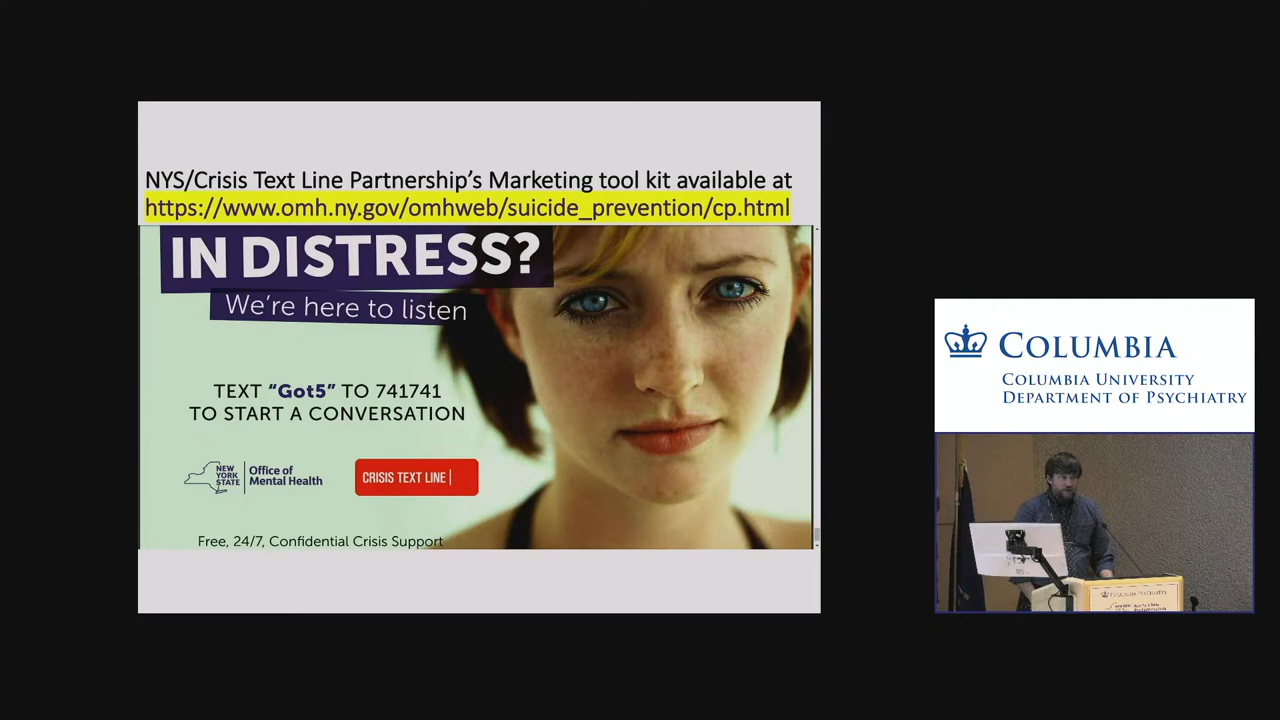 NYS/Crisis Text Line Partnership's Marketing tool kit available at
https://www.omh.ny.gov/omhweb/suicide_prevention/cp.html
IN DISTRESS?
We're here to listen
TEXT "Got5" TO 741741
TO START A CONVERSATION
NEW
YORK
STATE
Office of
Mental Health
CRISIS TEXT LINE
Free, 24/7, Confidential Crisis Support
COLUMBIA
COLUMBIA UNIVERSITY
DEPARTMENT OF PSYCHIATRY